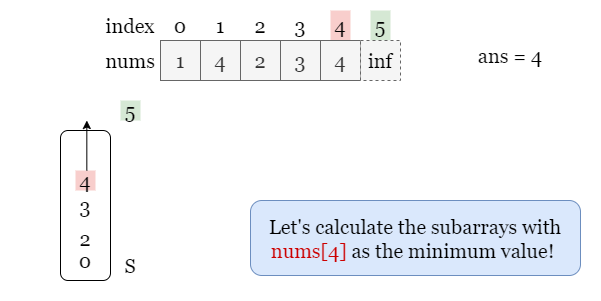 index 0 1 2 3 4 5
nums 1 4 2 3 4 inf
ans = 4
5
4
3
2
0
S
Let's calculate the subarrays with
nums[4] as the minimum value!